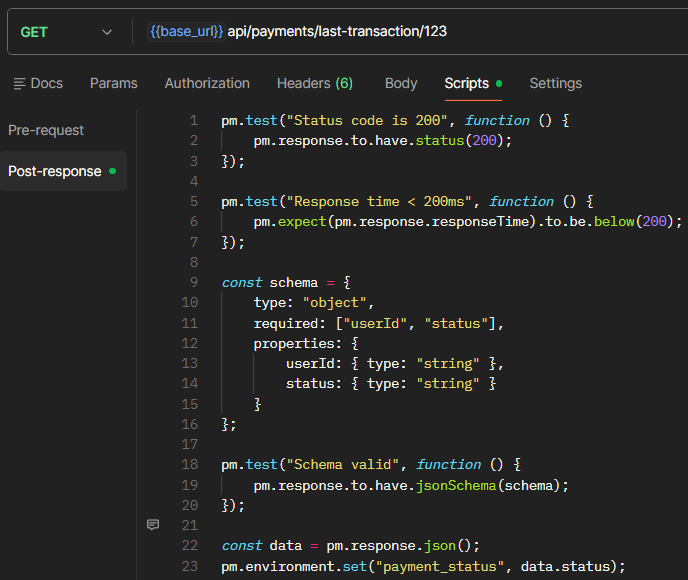 GET {{base_url}} api/payments/last-transaction/123
Docs Params Authorization Headers (6) Body Scripts Settings
Pre-request
Post-response
1 pm.test("Status code is 200", function () {
2     pm.response.to.have.status(200);
3 });
4
5 pm.test("Response time < 200ms", function () {
6     pm.expect(pm.response.responseTime).to.be.below(200);
7 });
8
9 const schema = {
10     type: "object",
11     required: ["userId", "status"],
12     properties: {
13         userId: { type: "string" },
14         status: { type: "string" }
15     }
16 };
17
18 pm.test("Schema valid", function () {
19     pm.response.to.have.jsonSchema(schema);
20 });
21
22 const data = pm.response.json();
23 pm.environment.set("payment_status", data.status);